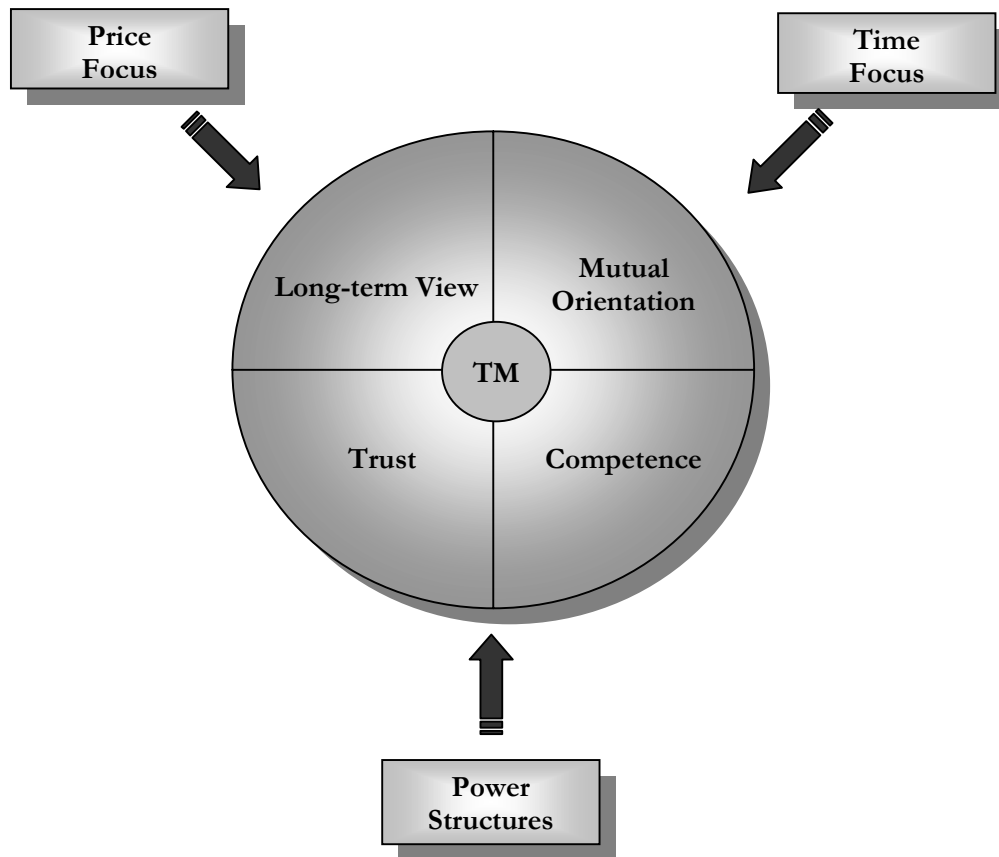 Price
Focus
Time
Focus
Long-term View
Mutual
Orientation
TM
Trust
Competence
Power
Structures